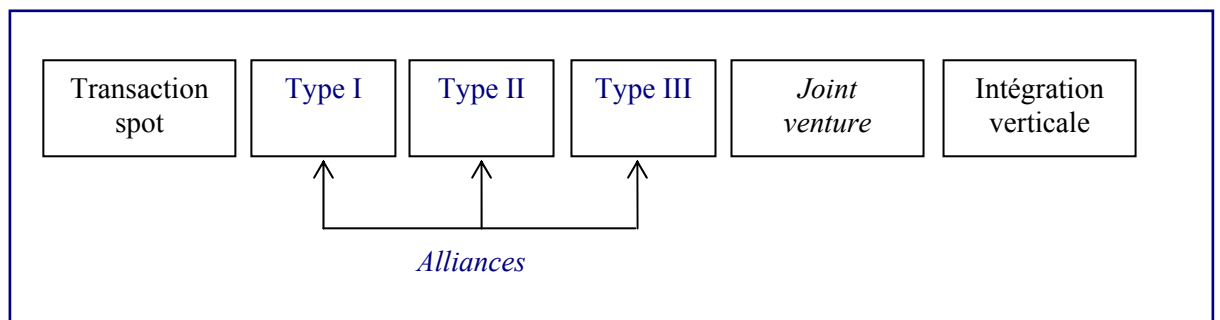 Transaction
spot
Type I
Type II
Type III
Joint
venture
Intégration
verticale
Alliances